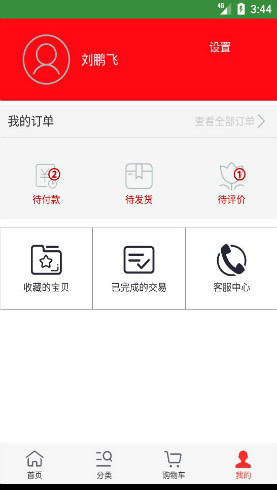 4G 3:44
刘鹏飞
设置
我的订单 查看全部订单
2 1
待付款 待发货 待评价
收藏的宝贝 已完成的交易 客服中心
首页 分类 购物车 我的